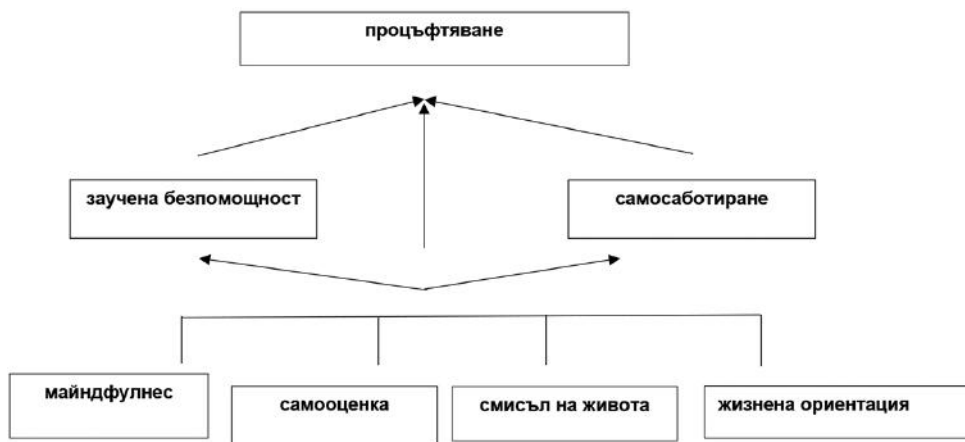 процъфтяване
заучена безпомощност
самосаботиране
майндфулнес
самооценка
смисъл на живота
жизнена ориентация